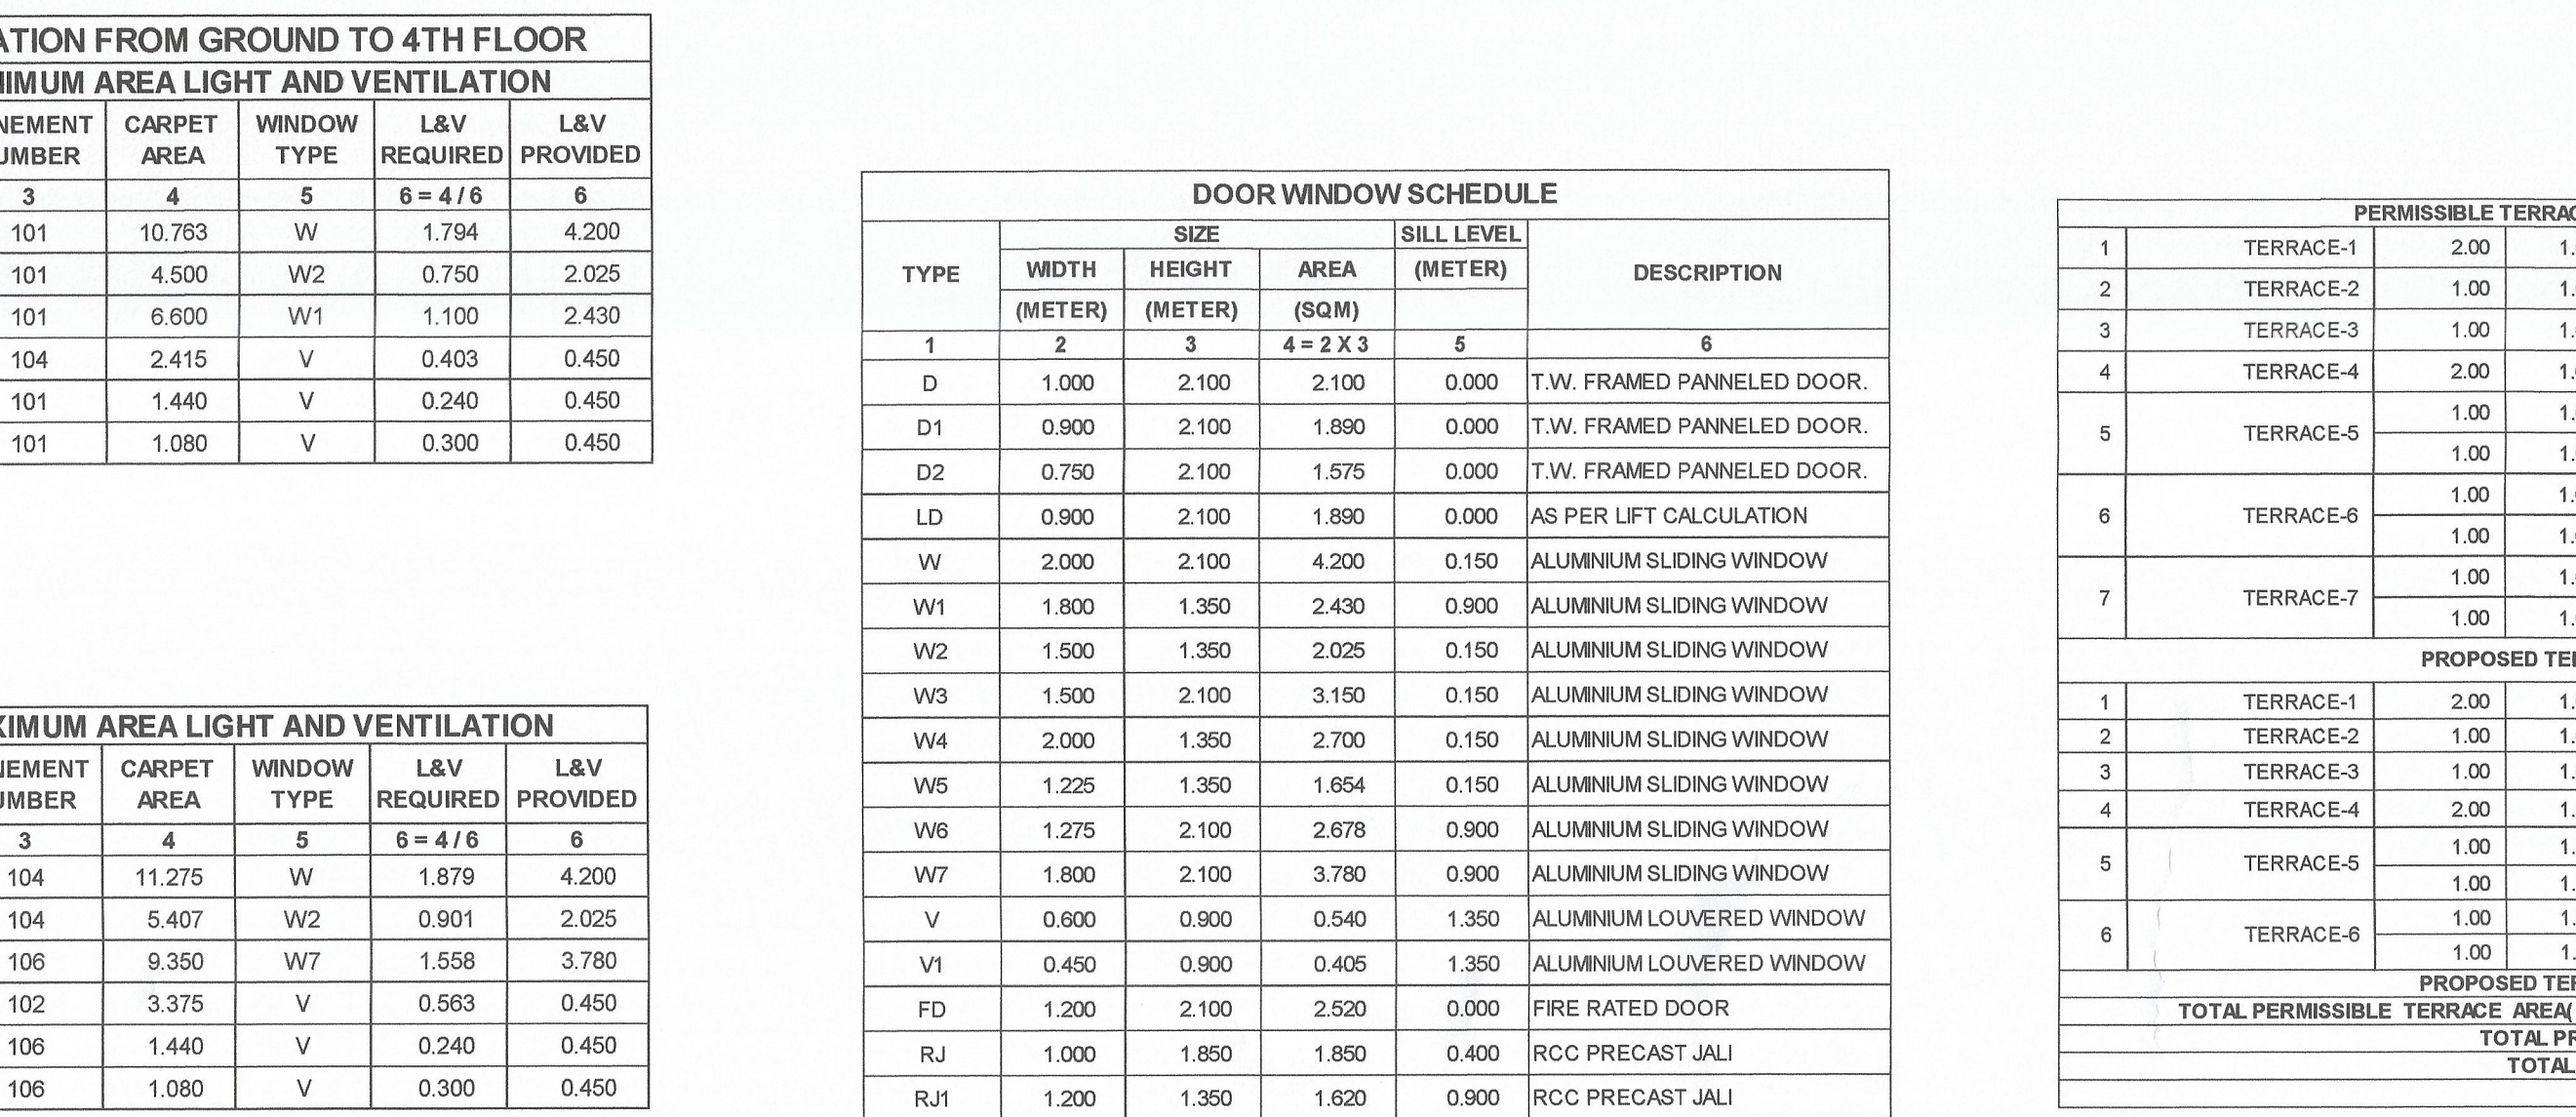 ATION FROM GROUND TO 4TH FLOOR
IMUM AREA LIGHT AND VENTILATION
NEMENT CARPET WINDOW L&V L&V
UMBER AREA TYPE REQUIRED PROVIDED
3 4 5 6 = 4 / 6 6
101 10.763 W 1.794 4.200
101 4.500 W2 0.750 2.025
101 6.600 W1 1.100 2.430
104 2.415 V 0.403 0.450
101 1.440 V 0.240 0.450
101 1.080 V 0.300 0.450
XIMUM AREA LIGHT AND VENTILATION
NEMENT CARPET WINDOW L&V L&V
UMBER AREA TYPE REQUIRED PROVIDED
3 4 5 6 = 4 / 6 6
104 11.275 W 1.879 4.200
104 5.407 W2 0.901 2.025
106 9.350 W7 1.558 3.780
102 3.375 V 0.563 0.450
106 1.440 V 0.240 0.450
106 1.080 V 0.300 0.450
DOOR WINDOW SCHEDULE
SIZE SILL LEVEL
TYPE WIDTH HEIGHT AREA (METER) DESCRIPTION
(METER) (METER) (SQM)
1 2 3 4 = 2 X 3 5 6
D 1.000 2.100 2.100 0.000 T.W. FRAMED PANNELED DOOR.
D1 0.900 2.100 1.890 0.000 T.W. FRAMED PANNELED DOOR.
D2 0.750 2.100 1.575 0.000 T.W. FRAMED PANNELED DOOR.
LD 0.900 2.100 1.890 0.000 AS PER LIFT CALCULATION
W 2.000 2.100 4.200 0.150 ALUMINIUM SLIDING WINDOW
W1 1.800 1.350 2.430 0.900 ALUMINIUM SLIDING WINDOW
W2 1.500 1.350 2.025 0.150 ALUMINIUM SLIDING WINDOW
W3 1.500 2.100 3.150 0.150 ALUMINIUM SLIDING WINDOW
W4 2.000 1.350 2.700 0.150 ALUMINIUM SLIDING WINDOW
W5 1.225 1.350 1.654 0.150 ALUMINIUM SLIDING WINDOW
W6 1.275 2.100 2.678 0.900 ALUMINIUM SLIDING WINDOW
W7 1.800 2.100 3.780 0.900 ALUMINIUM SLIDING WINDOW
V 0.600 0.900 0.540 1.350 ALUMINIUM LOUVERED WINDOW
V1 0.450 0.900 0.405 1.350 ALUMINIUM LOUVERED WINDOW
FD 1.200 2.100 2.520 0.000 FIRE RATED DOOR
RJ 1.000 1.850 1.850 0.400 RCC PRECAST JALI
RJ1 1.200 1.350 1.620 0.900 RCC PRECAST JALI
PERMISSIBLE TERRAC
1 TERRACE-1 2.00 1.
2 TERRACE-2 1.00 1.
3 TERRACE-3 1.00 1.
4 TERRACE-4 2.00 1.
5 TERRACE-5 1.00 1.
1.00 1.
6 TERRACE-6 1.00 1.
1.00 1.
7 TERRACE-7 1.00 1.
1.00 1.
PROPOSED TE
1 TERRACE-1 2.00 1.
2 TERRACE-2 1.00 1.
3 TERRACE-3 1.00 1.
4 TERRACE-4 2.00 1.
5 TERRACE-5 1.00 1.
1.00 1.
6 TERRACE-6 1.00 1.
1.00 1.
PROPOSED TE
TOTAL PERMISSIBLE TERRACE AREA(
TOTAL PR
TOTAL